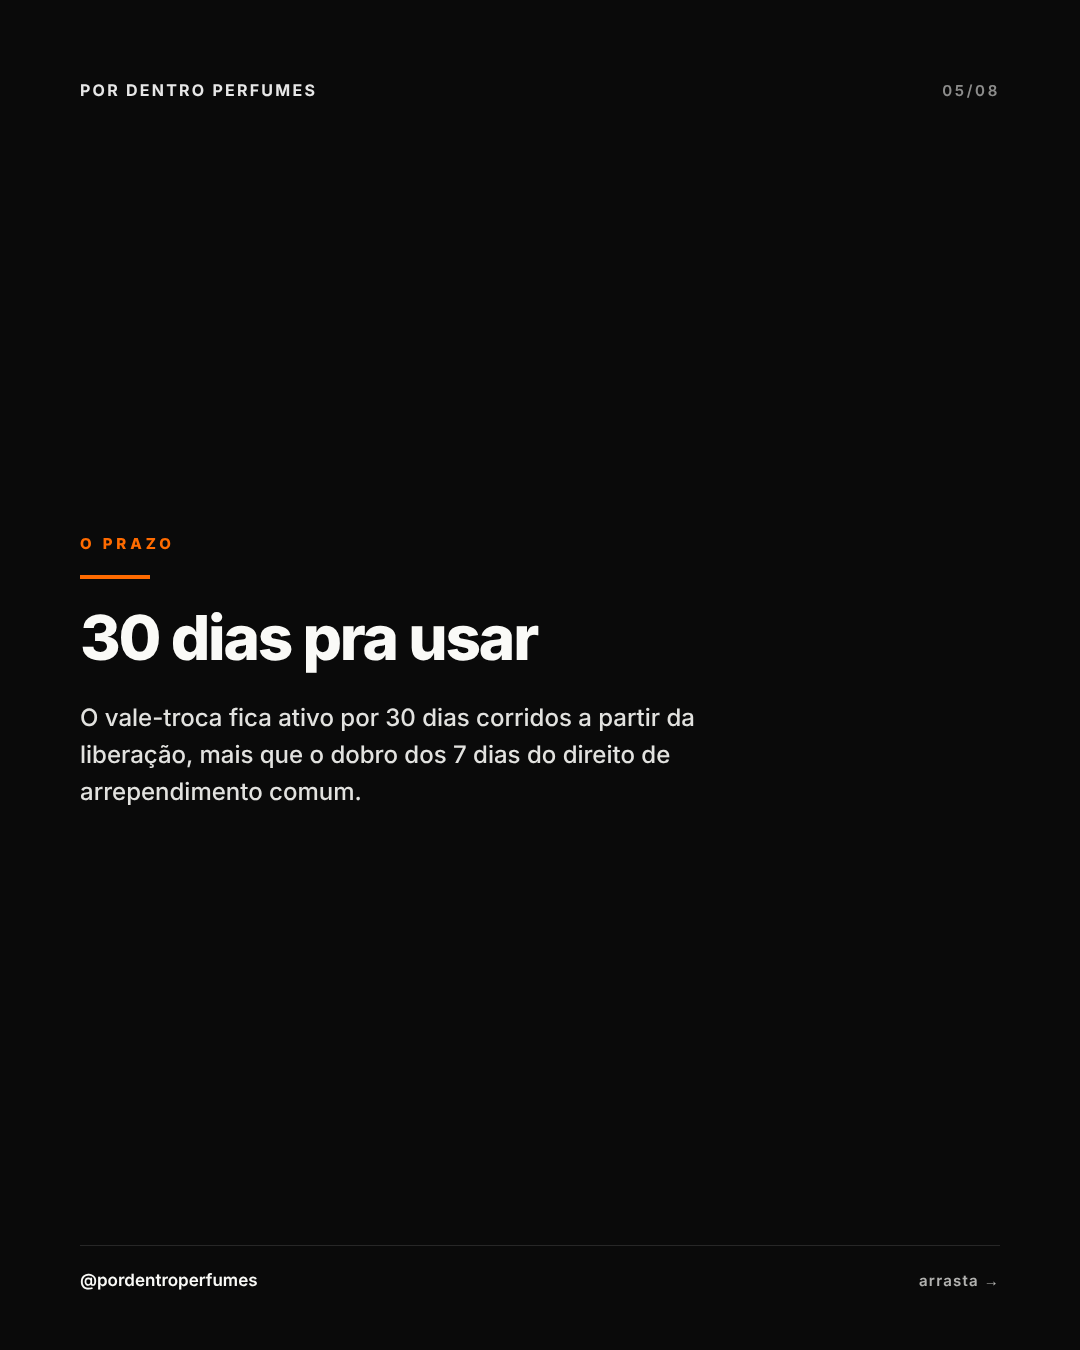 POR DENTRO PERFUMES
05/08
O PRAZO
30 dias pra usar
O vale-troca fica ativo por 30 dias corridos a partir da
liberação, mais que o dobro dos 7 dias do direito de
arrependimento comum.
@pordentroperfumes
arrasta →